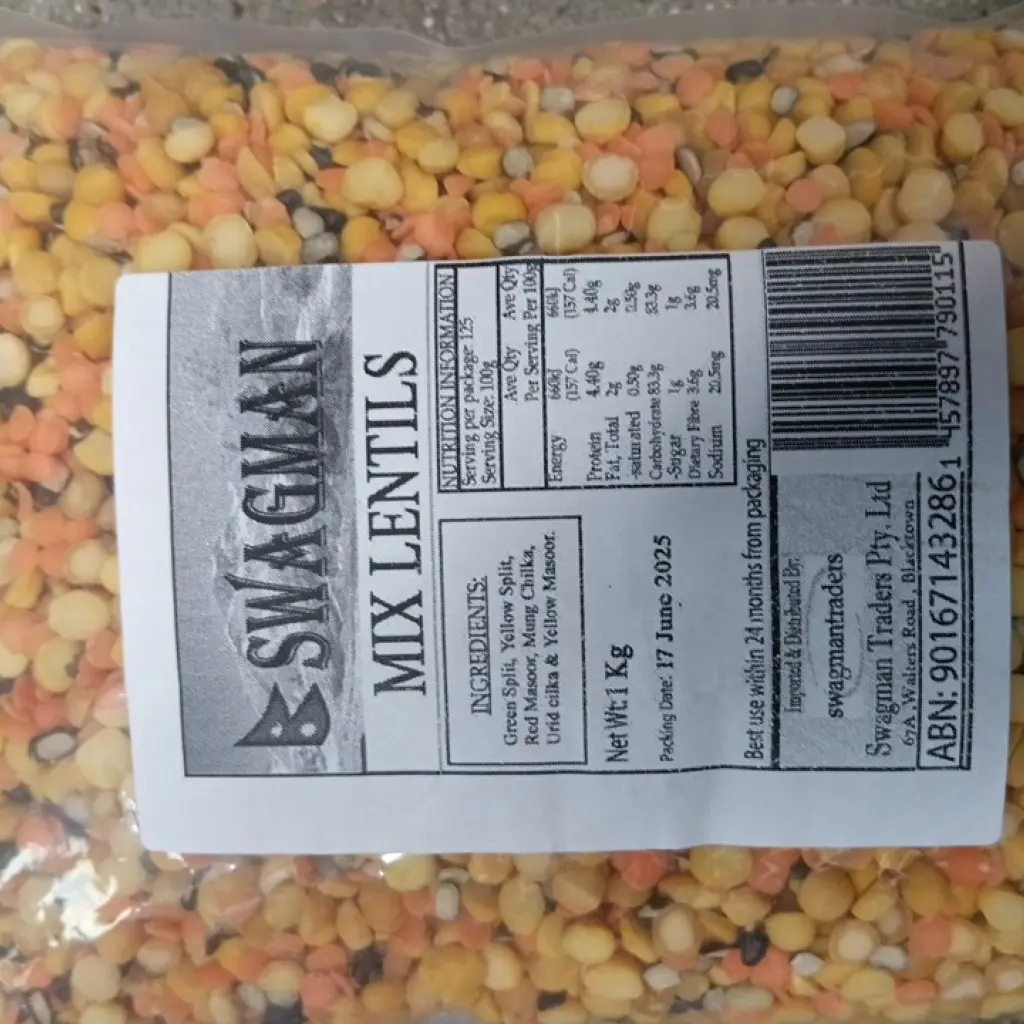 SWAGMAN
MIX LENTILS
INGREDIENTS:
Green Split, Yellow Split,
Red Masoor, Mung Chilka,
Urid cilka & Yellow Masoor.
NUTRITION INFORMATION
Serving per package: 125
Serving Size: 100g
Ave Qty Ave Qty
Per Serving Per 100g
Energy 660kJ 660kJ
(157 Cal) (157 Cal)
Protein 4.40g 4.40g
Fat, Total 2g 2g
-saturated 0.50g 0.50g
Carbohydrate 83.3g 83.3g
-Sugar 1g 1g
Dietary Fibre 3.6g 3.6g
Sodium 20.5mg 20.5mg
Net Wt: 1 Kg
Packing Date: 17 June 2025
Best use within 24 months from packaging
Imported & Distributed By:
swagmantraders
Swagman Traders Pty. Ltd
67A, Walters Road, Blacktown
ABN: 90167143286
1 457897 790115